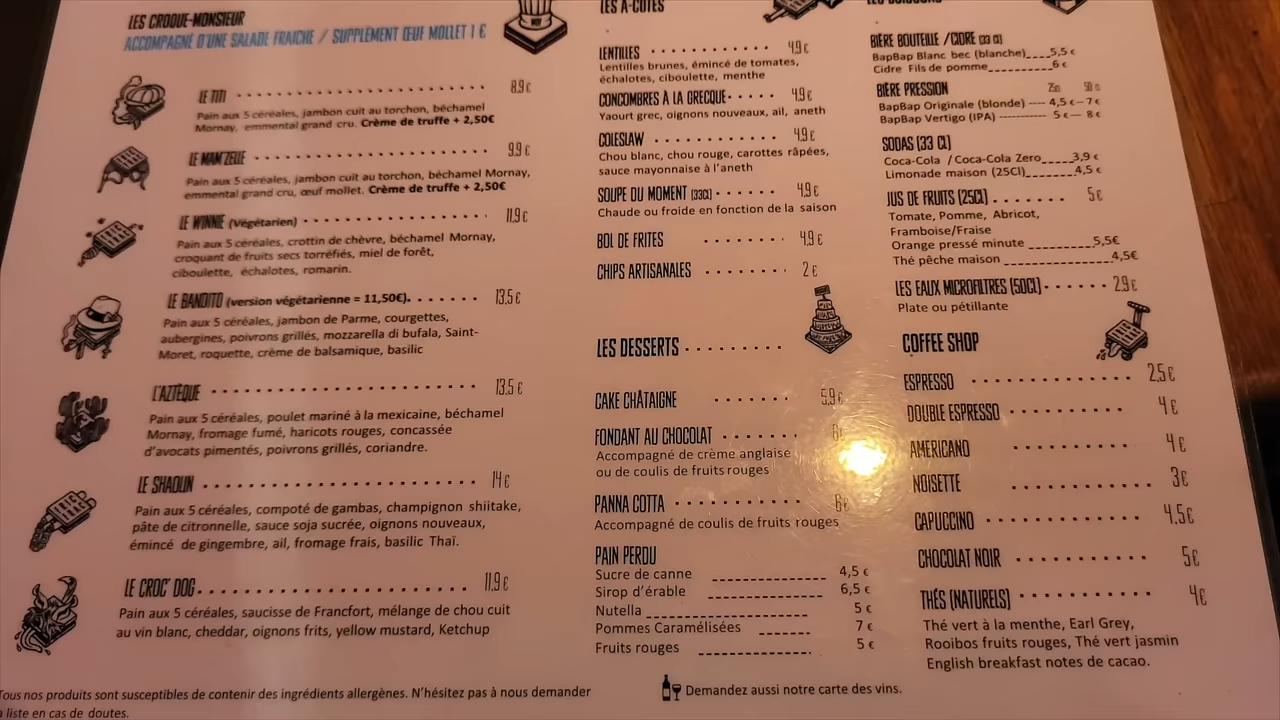 LES CROQUE-MONSIEUR
ACCOMPAGNÉ D'UNE SALADE FRAICHE / SUPPLEMENT ŒUF MOLLET 1 €
LE TITI 8.9 €
Pain aux 5 céréales, jambon cuit au torchon, béchamel
Mornay, emmental grand cru. Crème de truffe + 2,50€
LE MAM'ZELLE 9.9 €
Pain aux 5 céréales, jambon cuit au torchon, béchamel Mornay,
emmental grand cru, œuf mollet. Crème de truffe + 2,50€
LE WINNIE (Végétarien) 11.9 €
Pain aux 5 céréales, crottin de chèvre, béchamel Mornay,
croquant de fruits secs torréfiés, miel de forêt,
ciboulette, échalotes, romarin.
LE BANDITO (version végétarienne = 11,50€). 13.5 €
Pain aux 5 céréales, jambon de Parme, courgettes,
aubergines, poivrons grillés, mozzarella di bufala, Saint-
Moret, roquette, crème de balsamique, basilic
L'AZTÈQUE 13.5 €
Pain aux 5 céréales, poulet mariné à la mexicaine, béchamel
Mornay, fromage fumé, haricots rouges, concassée
d'avocats pimentés, poivrons grillés, coriandre.
LE SHAOLIN 14 €
Pain aux 5 céréales, compoté de gambas, champignon shiitake,
pâte de citronnelle, sauce soja sucrée, oignons nouveaux,
émincé de gingembre, ail, fromage frais, basilic Thaï.
LE CROC' DOG 11.9 €
Pain aux 5 céréales, saucisse de Francfort, mélange de chou cuit
au vin blanc, cheddar, oignons frits, yellow mustard, Ketchup
Tous nos produits sont susceptibles de contenir des ingrédients allergènes. N'hésitez pas à nous demander
la liste en cas de doutes.
LES A-COTES
LENTILLES 4.9 €
Lentilles brunes, émincé de tomates,
échalotes, ciboulette, menthe
CONCOMBRES À LA GRECQUE 4.9 €
Yaourt grec, oignons nouveaux, ail, aneth
COLESLAW 4.9 €
Chou blanc, chou rouge, carottes râpées,
sauce mayonnaise à l'aneth
SOUPE DU MOMENT (33Cl) 4.9 €
Chaude ou froide en fonction de la saison
BOL DE FRITES 4.9 €
CHIPS ARTISANALES 2 €
LES DESSERTS
CAKE CHÂTAIGNE 5.9 €
FONDANT AU CHOCOLAT 6€
Accompagné de crème anglaise
ou de coulis de fruits rouges
PANNA COTTA 6€
Accompagné de coulis de fruits rouges
PAIN PERDU
Sucre de canne 4,5 €
Sirop d'érable 6,5 €
Nutella 5 €
Pommes Caramélisées 7 €
Fruits rouges 5 €
Demandez aussi notre carte des vins.
BIÈRE BOUTEILLE /CIDRE (33 Cl)
BapBap Blanc bec (blanche) 5,5 €
Cidre Fils de pomme 6 €
BIÈRE PRESSION 25cl 50 cl
BapBap Originale (blonde) ---- 4,5 €-- 7 €
BapBap Vertigo (IPA) ---------- 5 €--- 8 €
SODAS (33 Cl)
Coca-Cola / Coca-Cola Zero 3,9 €
Limonade maison (25Cl) 4,5 €
JUS DE FRUITS (25Cl) 5 €
Tomate, Pomme, Abricot,
Framboise/Fraise
Orange pressé minute 5,5€
Thé pêche maison 4,5€
LES EAUX MICROFILTRES (50Cl) 2.9 €
Plate ou pétillante
COFFEE SHOP
ESPRESSO 2,5 €
DOUBLE ESPRESSO 4 €
AMERICANO 4 €
NOISETTE 3€
CAPUCCINO 4.5€
CHOCOLAT NOIR 5€
THÉS (NATURELS) 4€
Thé vert à la menthe, Earl Grey,
Rooibos fruits rouges, Thé vert jasmin
English breakfast notes de cacao.